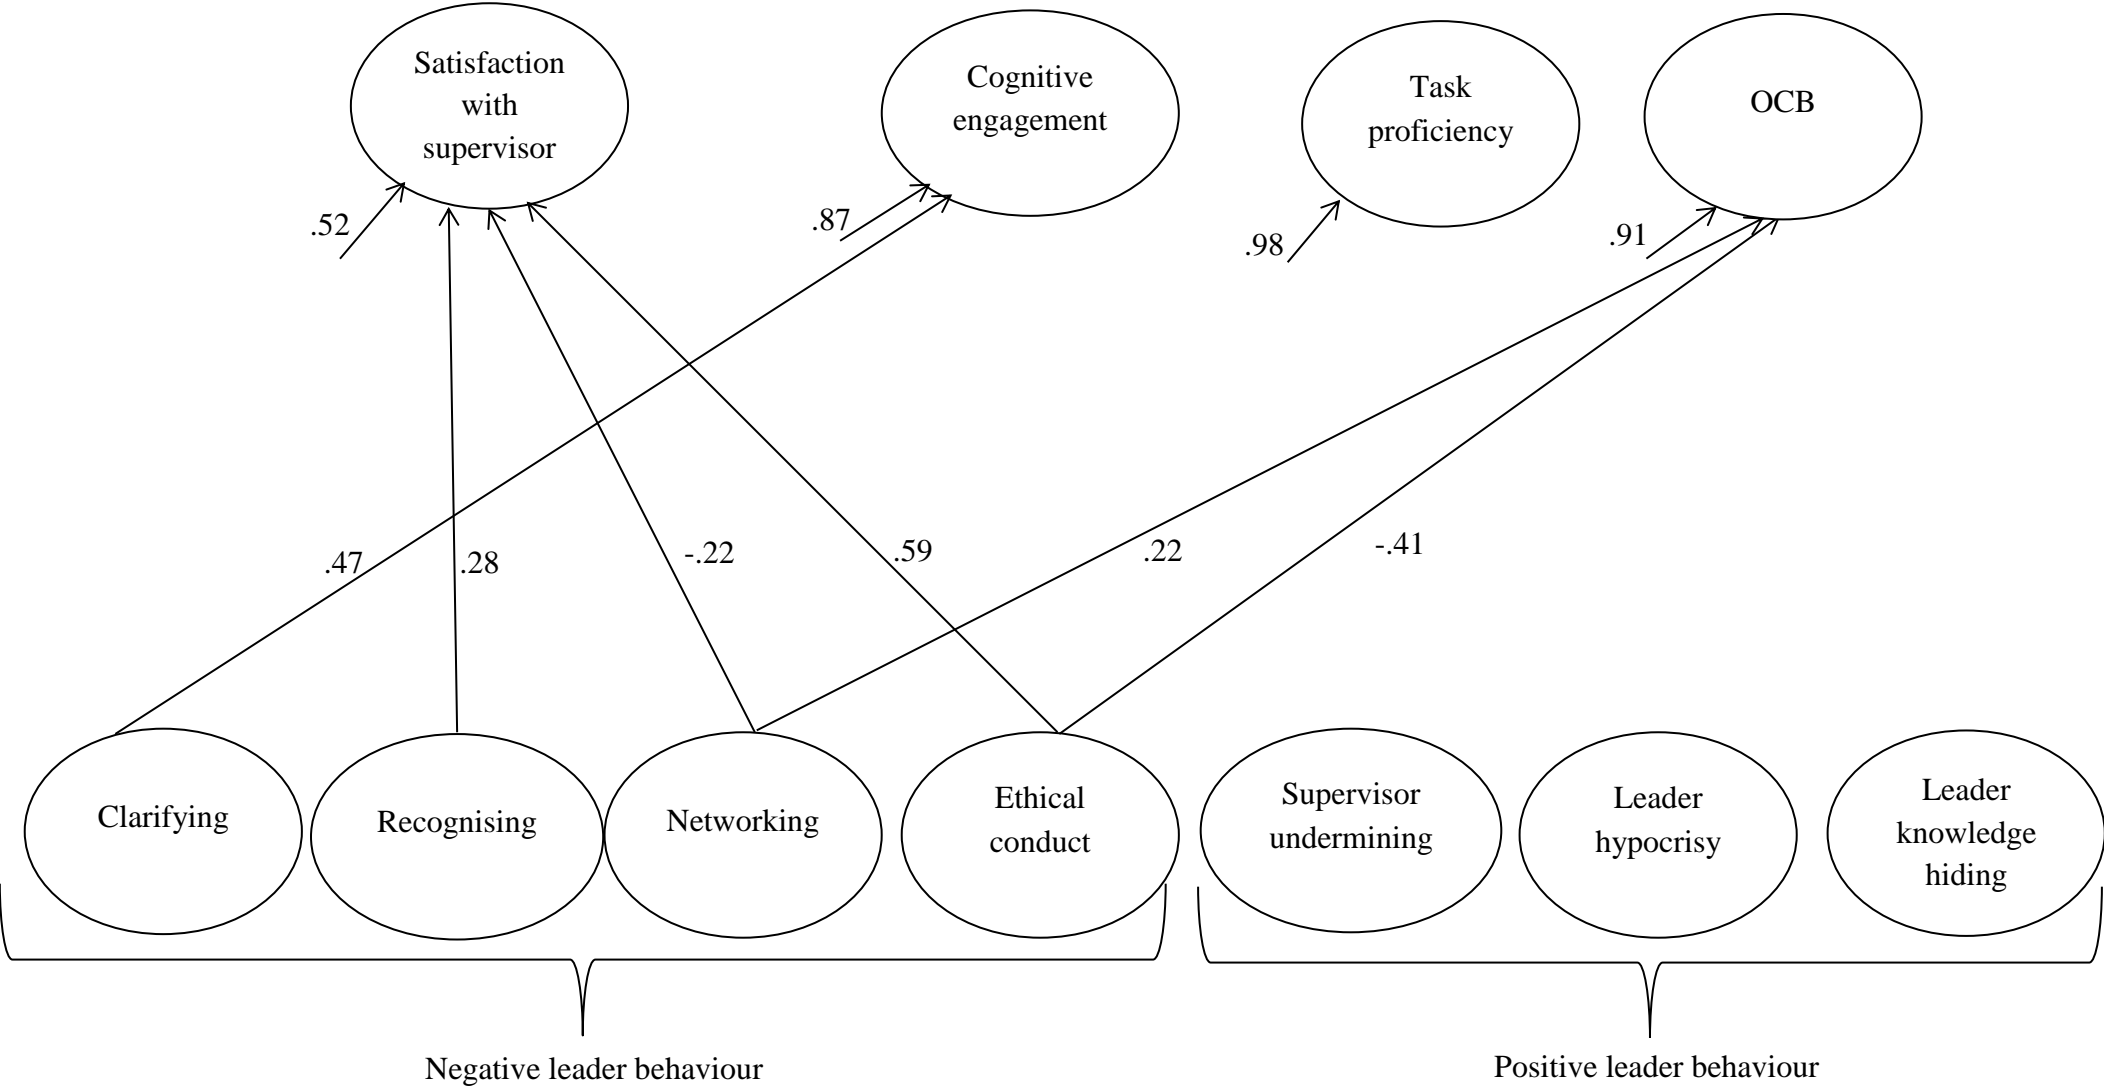 Satisfaction
with
supervisor
Cognitive
engagement
Task
proficiency
OCB
.52
.87
.98
.91
.47
.28
-.22
.59
.22
-.41
Clarifying
Recognising
Networking
Ethical
conduct
Supervisor
undermining
Leader
hypocrisy
Leader
knowledge
hiding
Negative leader behaviour
Positive leader behaviour